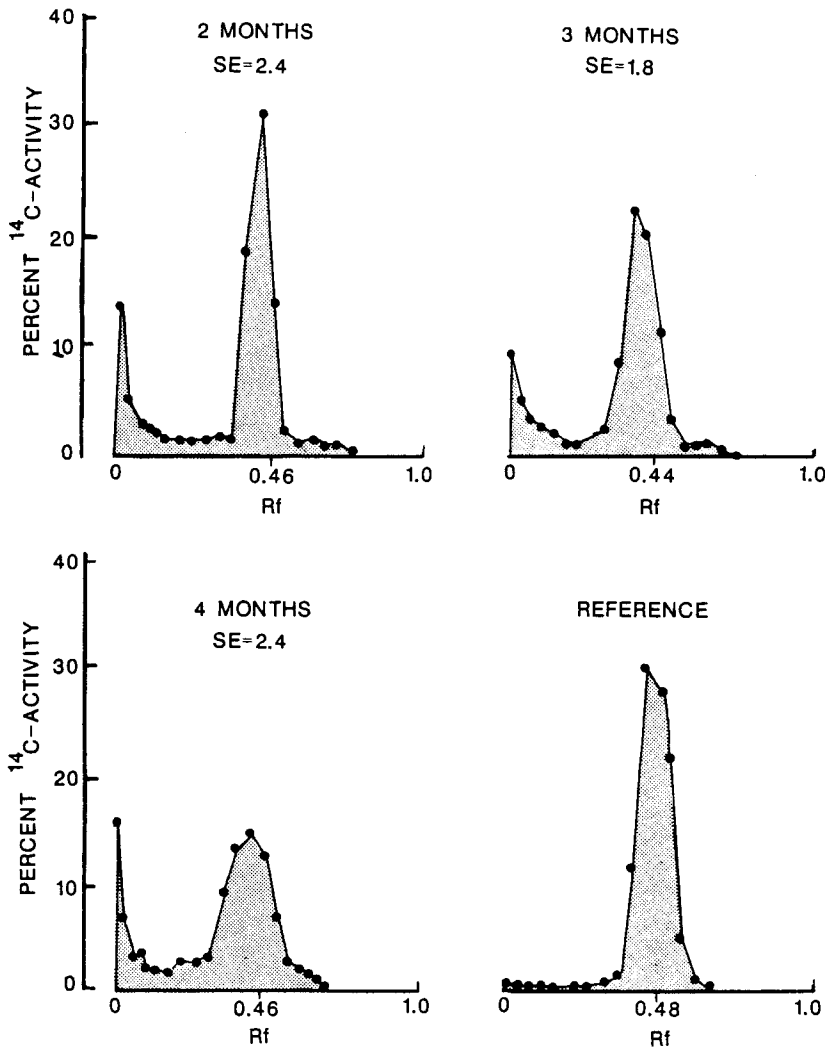 2 MONTHS
SE=2.4
PERCENT ¹⁴C-ACTIVITY
40
30
20
10
0
0 0.46 1.0
Rf
3 MONTHS
SE=1.8
0 0.44 1.0
Rf
4 MONTHS
SE=2.4
PERCENT ¹⁴C-ACTIVITY
40
30
20
10
0
0 0.46 1.0
Rf
REFERENCE
0 0.48 1.0
Rf